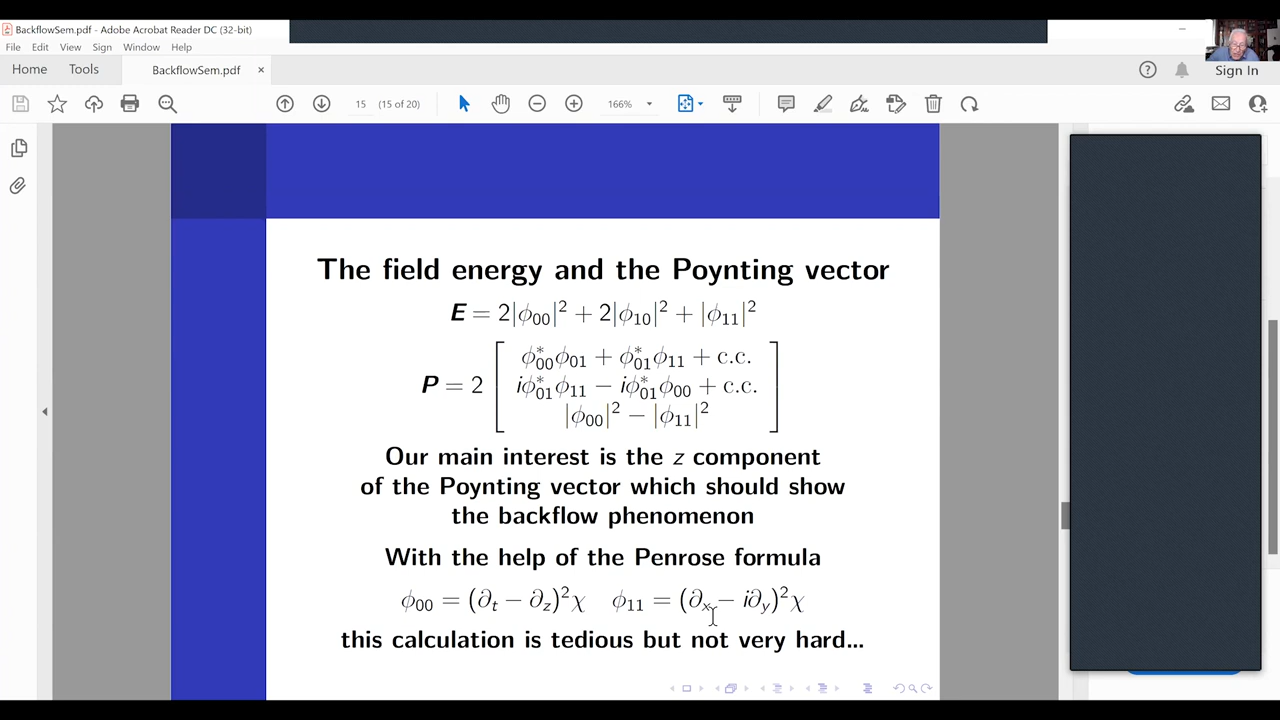 BackflowSem.pdf - Adobe Acrobat Reader DC (32-bit)
File Edit View Sign Window Help
Home Tools BackflowSem.pdf × Sign In
15 (15 of 20) 166%
The field energy and the Poynting vector
E = 2|ϕ₀₀|² + 2|ϕ₁₀|² + |ϕ₁₁|²
P = 2 [ ϕ*₀₀ϕ₀₁ + ϕ*₀₁ϕ₁₁ + c.c.
iϕ*₀₁ϕ₁₁ − iϕ*₀₁ϕ₀₀ + c.c.
|ϕ₀₀|² − |ϕ₁₁|² ]
Our main interest is the z component
of the Poynting vector which should show
the backflow phenomenon
With the help of the Penrose formula
ϕ₀₀ = (∂ₜ − ∂_z)²χ ϕ₁₁ = (∂ₓ − i∂_y)²χ
this calculation is tedious but not very hard...